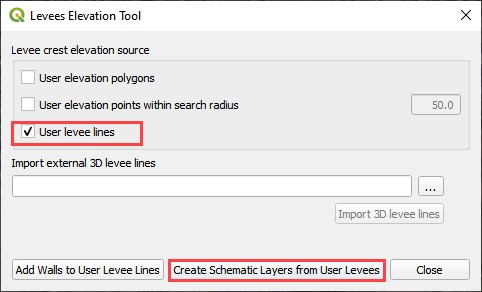 Levees Elevation Tool
Levee crest elevation source
User elevation polygons
User elevation points within search radius
50.0
User levee lines
Import external 3D levee lines
...
Import 3D levee lines
Add Walls to User Levee Lines
Create Schematic Layers from User Levees
Close